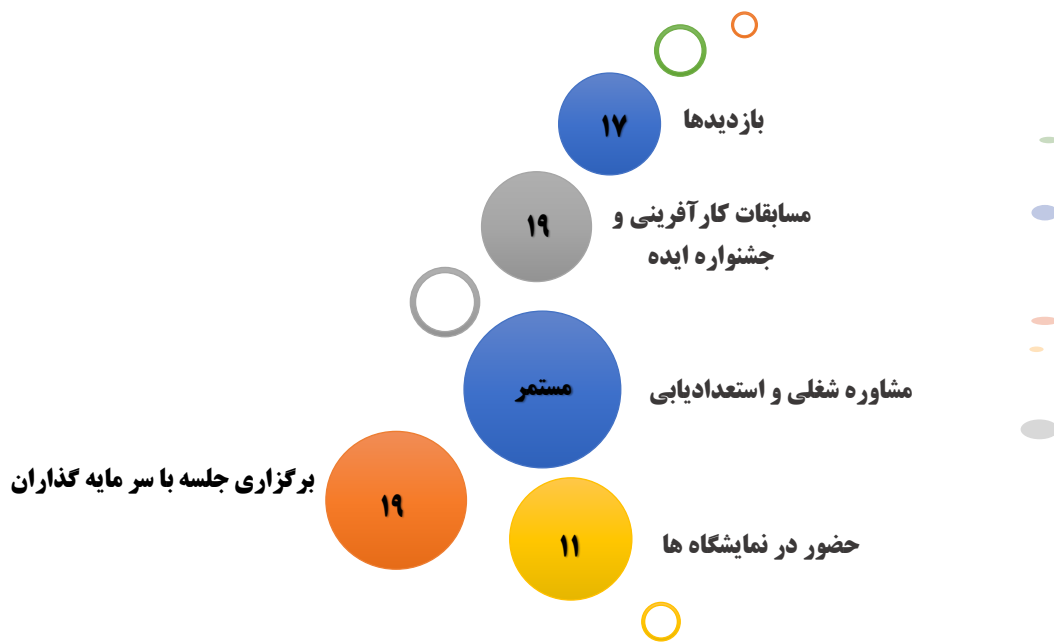 ۱۷
بازدیدها
۱۹
مسابقات کارآفرینی و
جشنواره ایده
مستمر
مشاوره شغلی و استعدادیابی
۱۹
برگزاری جلسه با سر مایه گذاران
۱۱
حضور در نمایشگاه ها